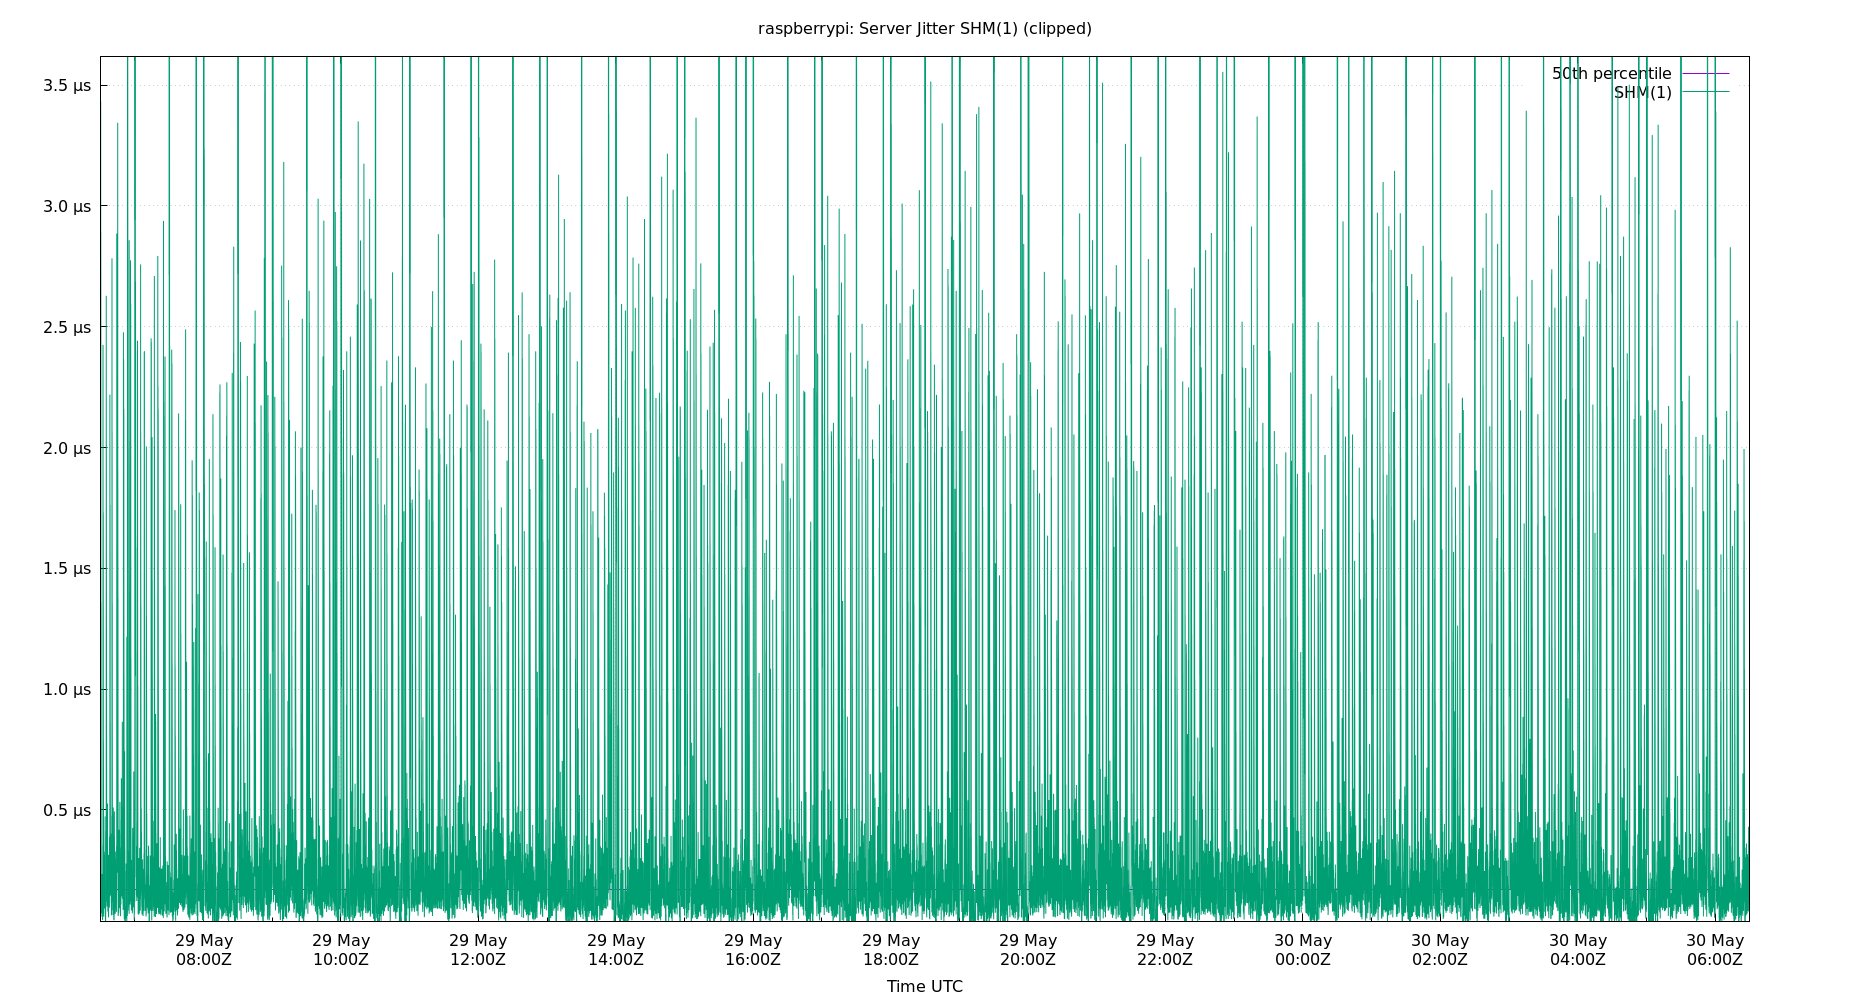 raspberrypi: Server Jitter SHM(1) (clipped)
50th percentile
SHM(1)
3.5 µs
3.0 µs
2.5 µs
2.0 µs
1.5 µs
1.0 µs
0.5 µs
29 May 29 May 29 May 29 May 29 May 29 May 29 May 29 May 30 May 30 May 30 May 30 May
08:00Z 10:00Z 12:00Z 14:00Z 16:00Z 18:00Z 20:00Z 22:00Z 00:00Z 02:00Z 04:00Z 06:00Z
Time UTC